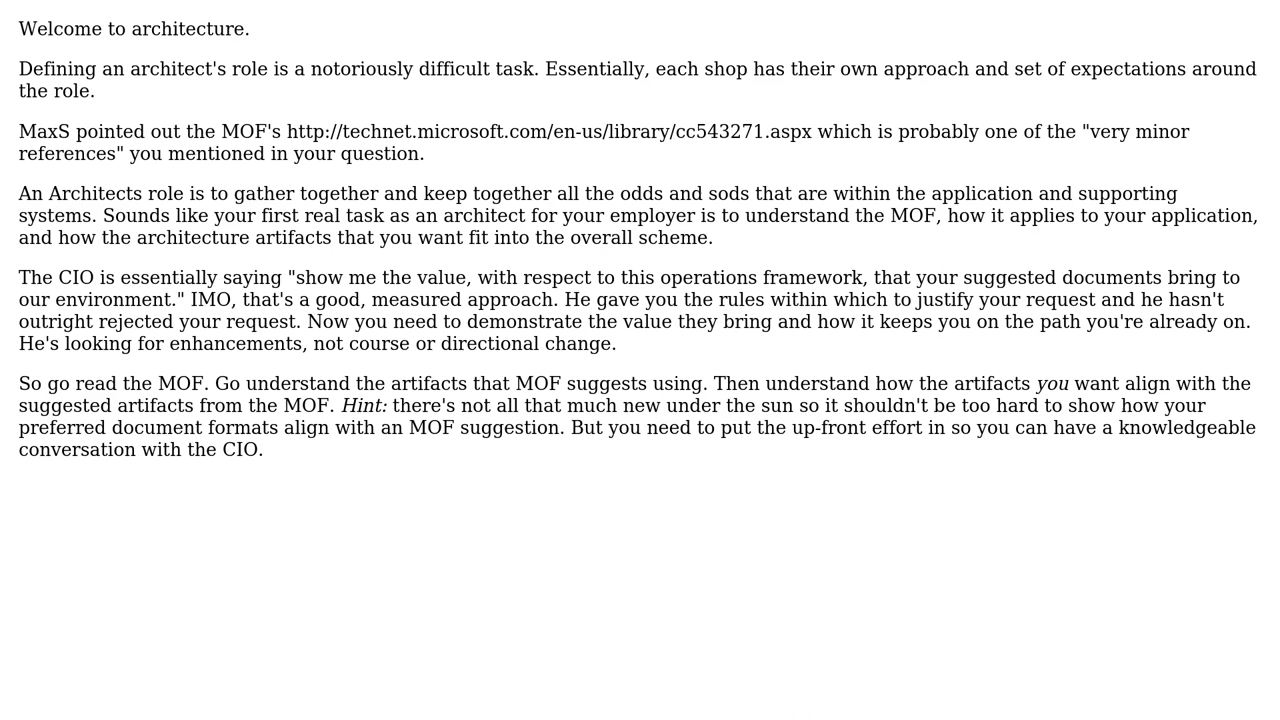 Welcome to architecture.
Defining an architect's role is a notoriously difficult task. Essentially, each shop has their own approach and set of expectations around
the role.
MaxS pointed out the MOF's http://technet.microsoft.com/en-us/library/cc543271.aspx which is probably one of the "very minor
references" you mentioned in your question.
An Architects role is to gather together and keep together all the odds and sods that are within the application and supporting
systems. Sounds like your first real task as an architect for your employer is to understand the MOF, how it applies to your application,
and how the architecture artifacts that you want fit into the overall scheme.
The CIO is essentially saying "show me the value, with respect to this operations framework, that your suggested documents bring to
our environment." IMO, that's a good, measured approach. He gave you the rules within which to justify your request and he hasn't
outright rejected your request. Now you need to demonstrate the value they bring and how it keeps you on the path you're already on.
He's looking for enhancements, not course or directional change.
So go read the MOF. Go understand the artifacts that MOF suggests using. Then understand how the artifacts you want align with the
suggested artifacts from the MOF. Hint: there's not all that much new under the sun so it shouldn't be too hard to show how your
preferred document formats align with an MOF suggestion. But you need to put the up-front effort in so you can have a knowledgeable
conversation with the CIO.